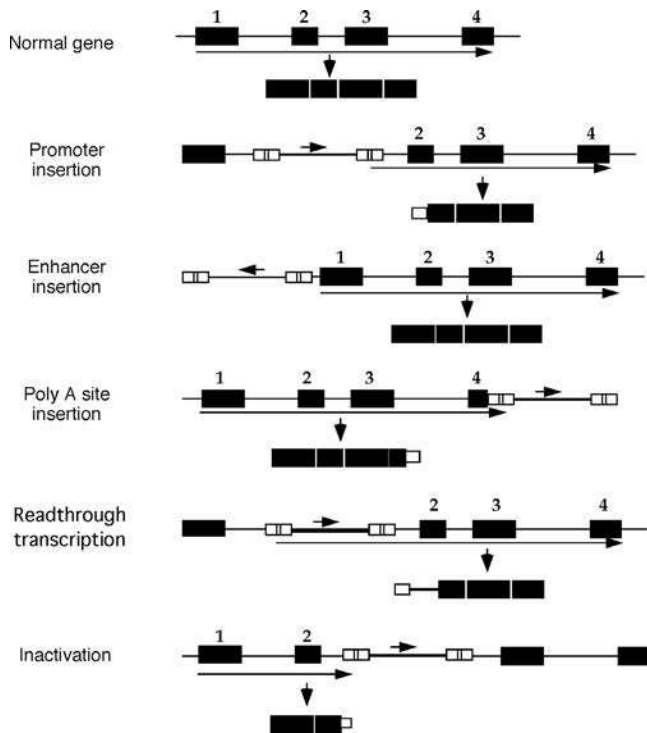 1 2 3 4
Normal gene
2 3 4
Promoter
insertion
1 2 3 4
Enhancer
insertion
1 2 3 4
Poly A site
insertion
2 3 4
Readthrough
transcription
1 2
Inactivation